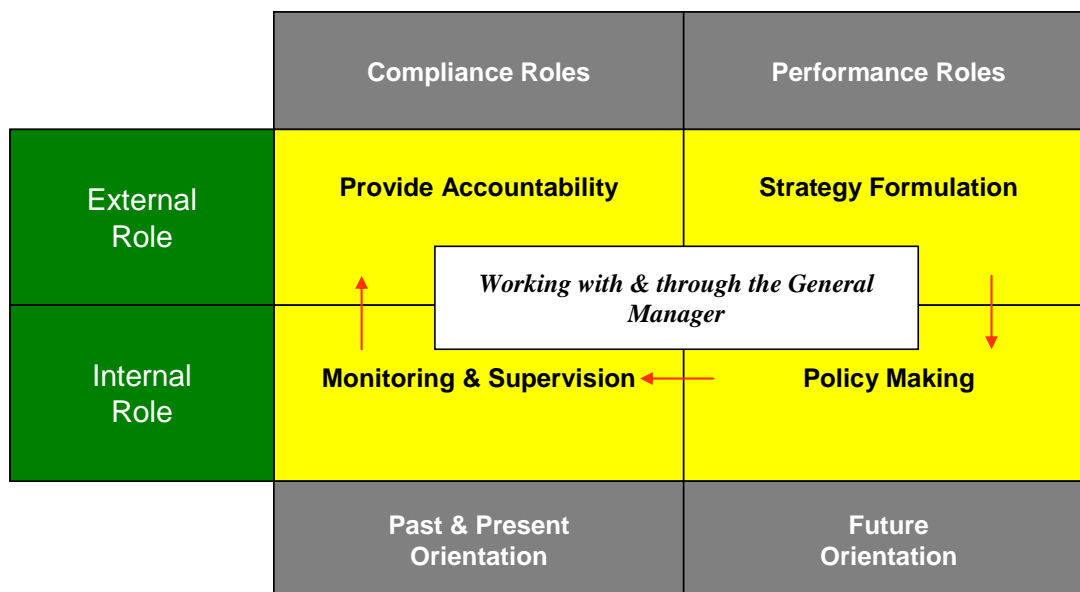 Compliance Roles
Performance Roles
External
Role
Provide Accountability
Strategy Formulation
Working with & through the General
Manager
Internal
Role
Monitoring & Supervision
Policy Making
Past & Present
Orientation
Future
Orientation